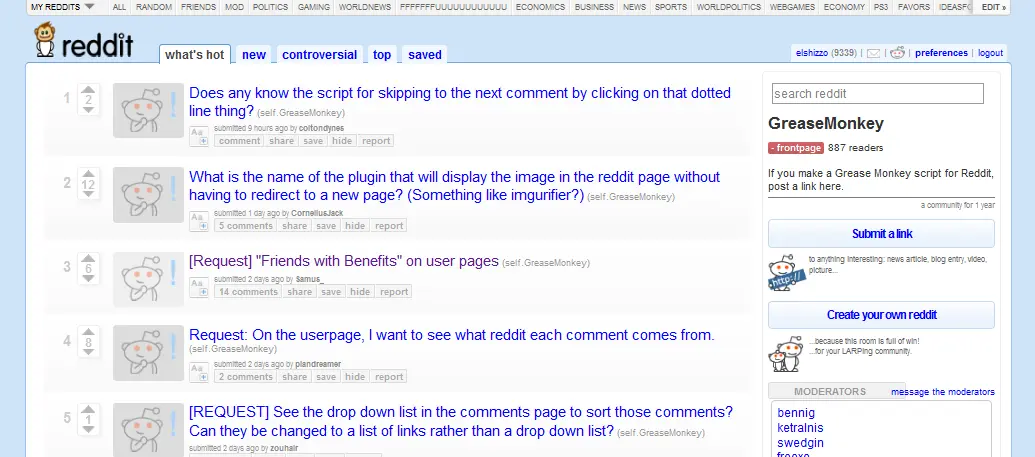 MY REDDITS ALL RANDOM FRIENDS MOD POLITICS GAMING WORLDNEWS FFFFFFFUUUUUUUUUUUU ECONOMICS BUSINESS NEWS SPORTS WORLDPOLITICS WEBGAMES ECONOMY PS3 FAVORS IDEASFO EDIT »
reddit what's hot new controversial top saved elshizzo (9339) | | | preferences | logout
1 2 Does any know the script for skipping to the next comment by clicking on that dotted
line thing? (self.GreaseMonkey)
submitted 9 hours ago by coltondynes
comment share save hide report
2 12 What is the name of the plugin that will display the image in the reddit page without
having to redirect to a new page? (Something like imgurifier?) (self.GreaseMonkey)
submitted 1 day ago by CorneliusJack
5 comments share save hide report
3 6 [Request] "Friends with Benefits" on user pages (self.GreaseMonkey)
submitted 2 days ago by Samus_
14 comments share save hide report
4 8 Request: On the userpage, I want to see what reddit each comment comes from.
(self.GreaseMonkey)
submitted 2 days ago by plandreamer
2 comments share save hide report
5 1 [REQUEST] See the drop down list in the comments page to sort those comments?
Can they be changed to a list of links rather than a drop down list? (self.GreaseMonkey)
submitted 2 days ago by zouhair
search reddit
GreaseMonkey
- frontpage 887 readers
If you make a Grease Monkey script for Reddit,
post a link here.
a community for 1 year
Submit a link
http://
to anything interesting: news article, blog entry, video,
picture...
Create your own reddit
...because this room is full of win!
...for your LARPing community.
MODERATORS message the moderators
bennig
ketralnis
swedgin